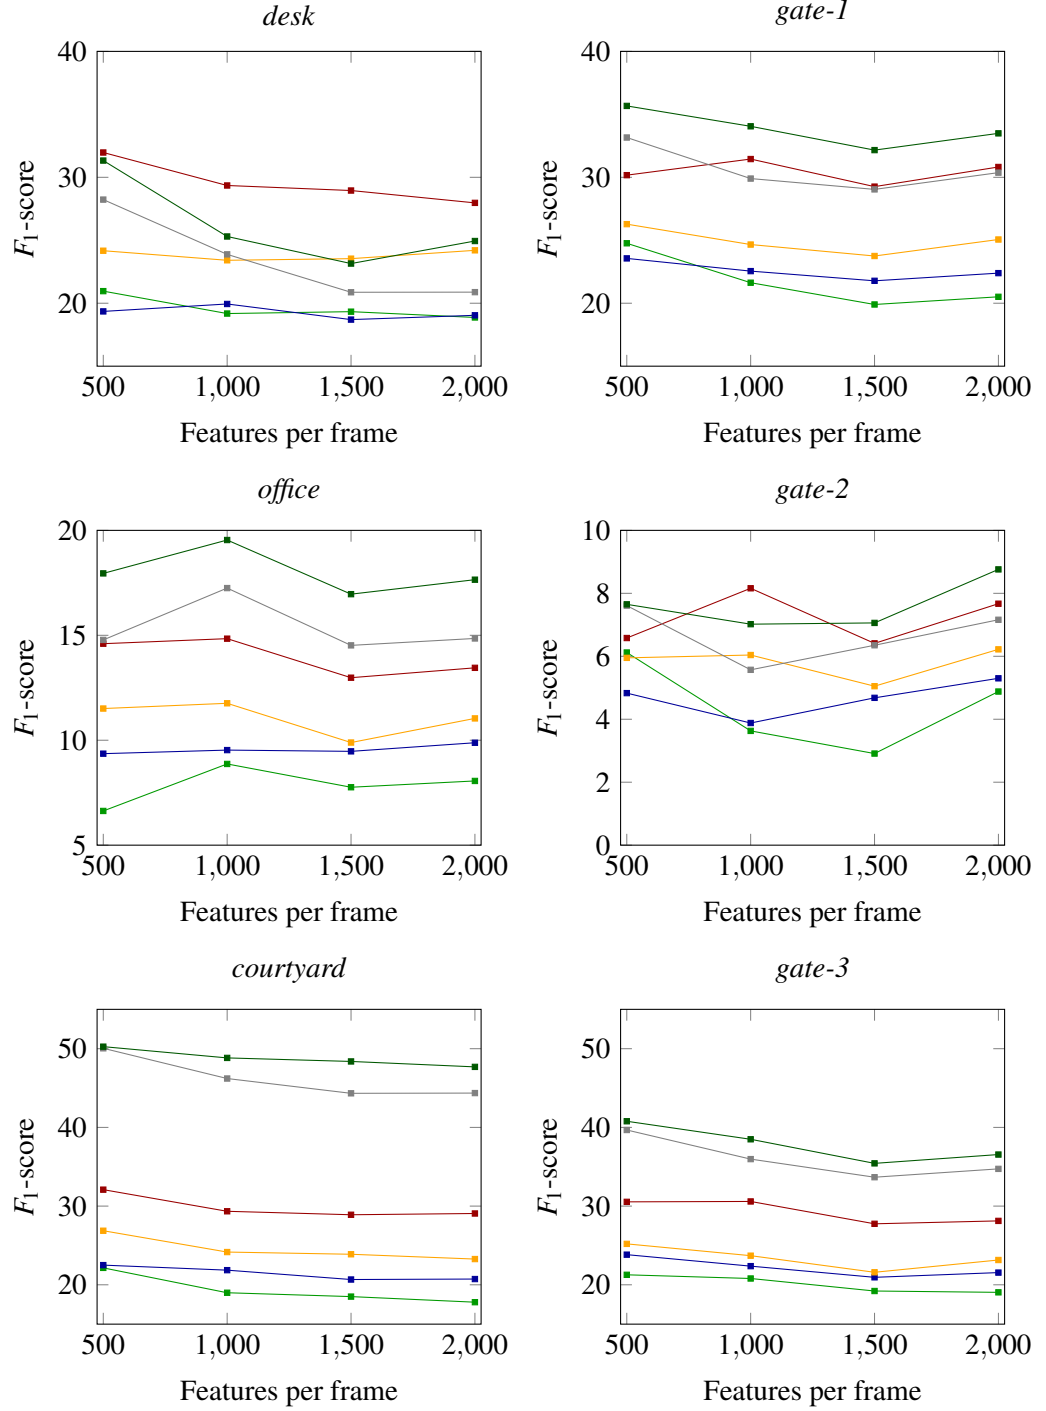 desk
40
30
20
F1-score
500 1,000 1,500 2,000
Features per frame
gate-1
40
30
20
F1-score
500 1,000 1,500 2,000
Features per frame
office
20
15
10
5
F1-score
500 1,000 1,500 2,000
Features per frame
gate-2
10
8
6
4
2
0
F1-score
500 1,000 1,500 2,000
Features per frame
courtyard
50
40
30
20
F1-score
500 1,000 1,500 2,000
Features per frame
gate-3
50
40
30
20
F1-score
500 1,000 1,500 2,000
Features per frame